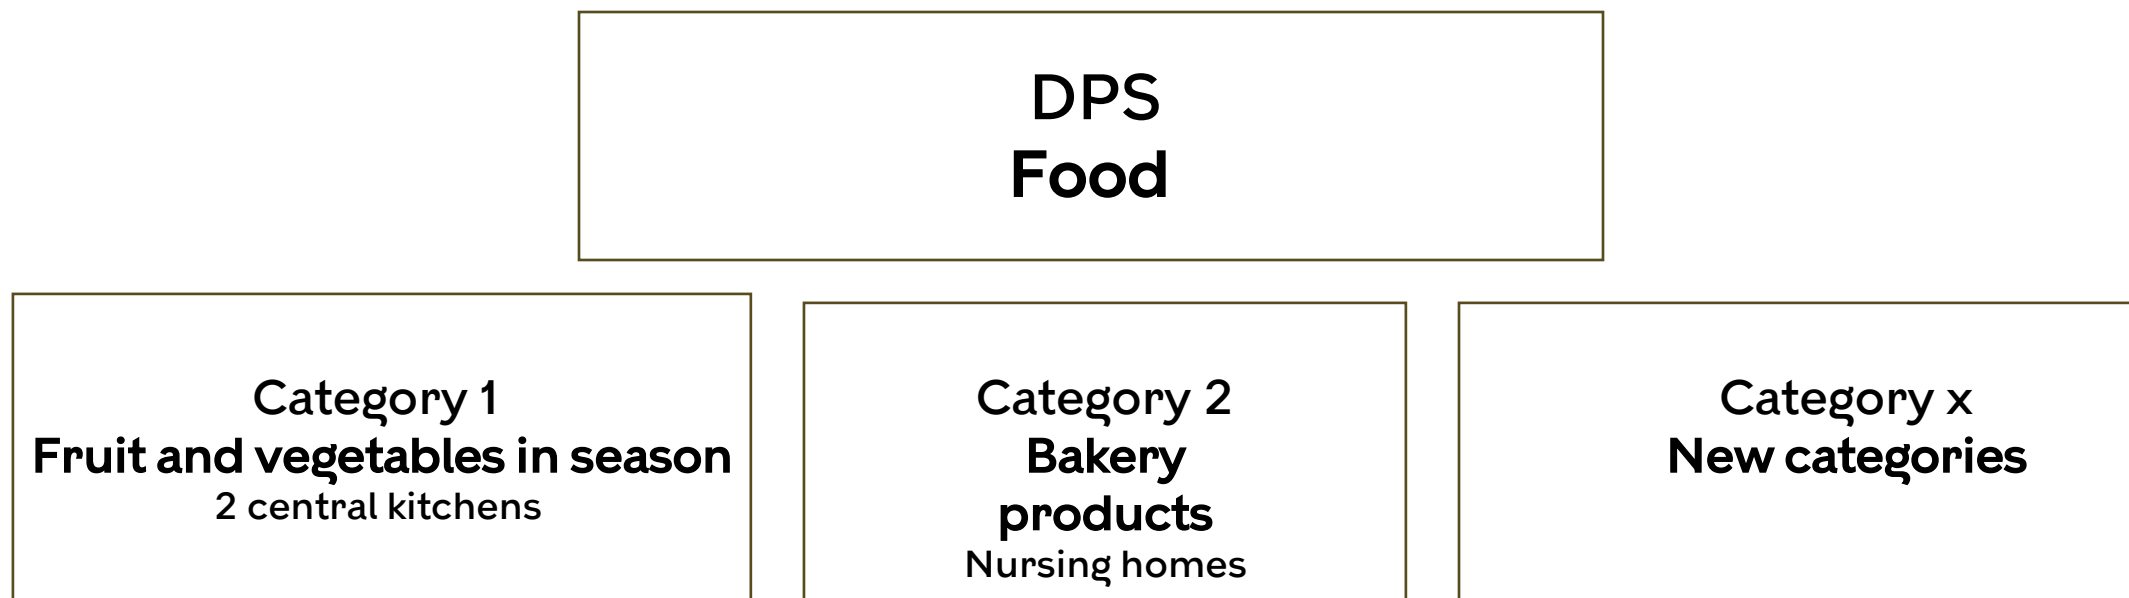 DPS
Food
Category 1
Fruit and vegetables in season
2 central kitchens
Category 2
Bakery
products
Nursing homes
Category x
New categories